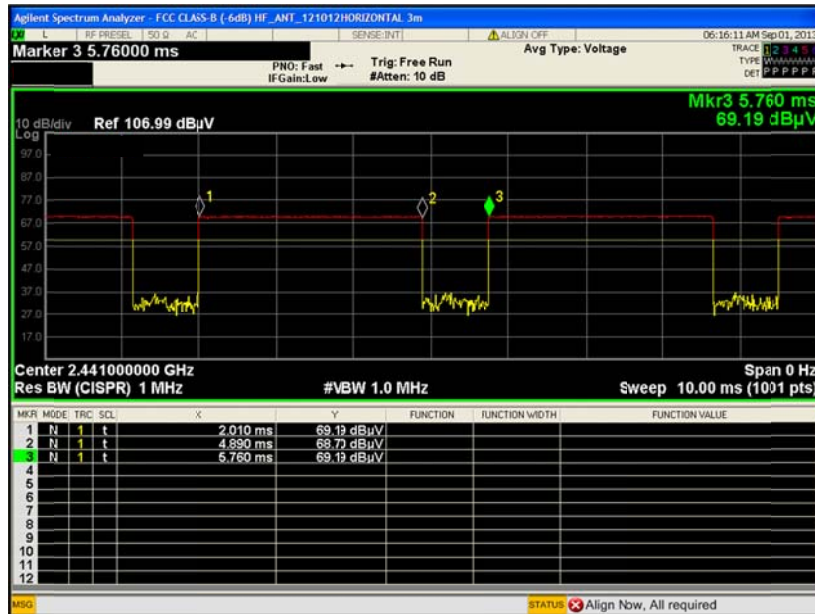 Agilent Spectrum Analyzer - FCC CLASS-B (-6dB) HF_ANT_121012HORIZONTAL 3m
LXI L RF PRESEL 50 Ω AC SENSE:INT ALIGN OFF 06:16:11 AM Sep 01, 2013
Marker 3 5.76000 ms Avg Type: Voltage TRACE 1 2 3 4 5
PNO: Fast Trig: Free Run TYPE
IFGain:Low #Atten: 10 dB DET P P P P P
Mkr3 5.760 ms
10 dB/div Ref 106.99 dBµV 69.19 dBµV
Log
97.0
87.0
1 2 3
77.0
67.0
57.0
47.0
37.0
27.0
17.0
Center 2.441000000 GHz Span 0 Hz
Res BW (CISPR) 1 MHz #VBW 1.0 MHz Sweep 10.00 ms (1001 pts)
MKR MODE TRC SCL X Y FUNCTION FUNCTION WIDTH FUNCTION VALUE
1 N 1 t 2.010 ms 69.19 dBµV
2 N 1 t 4.890 ms 68.70 dBµV
3 N 1 t 5.760 ms 69.19 dBµV
4
5
6
7
8
9
10
11
12
MSG STATUS Align Now, All required